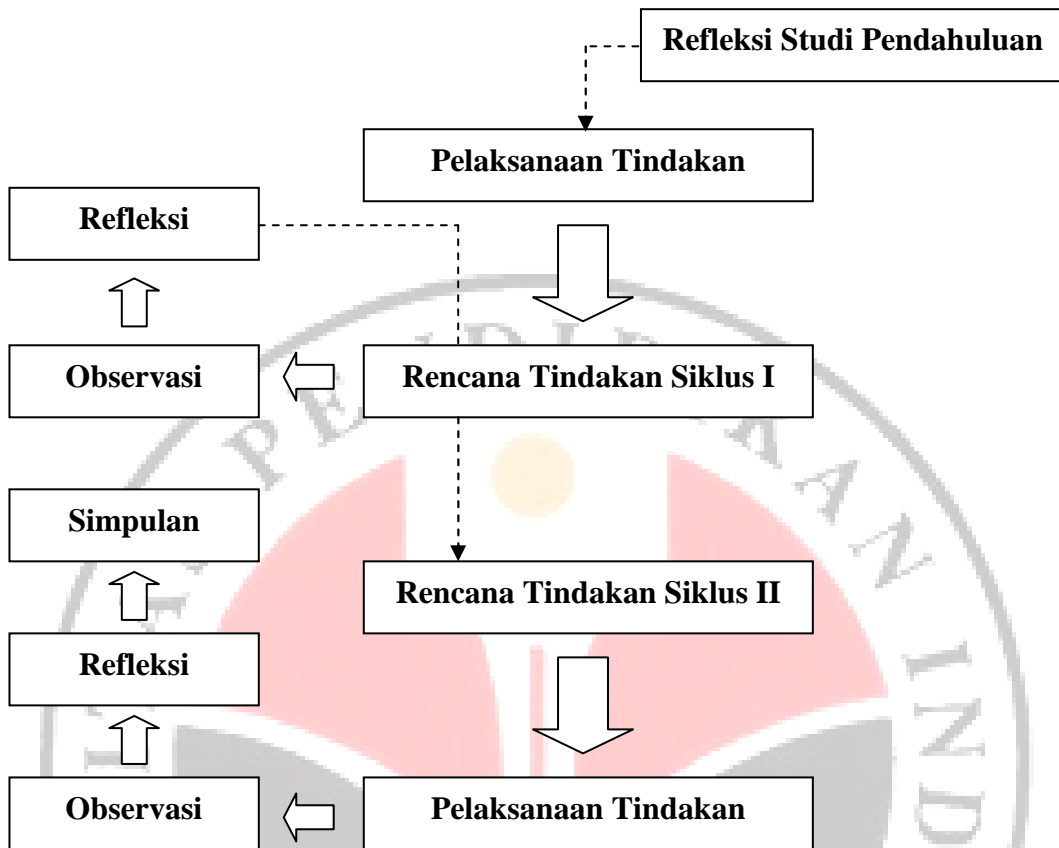 Refleksi Studi Pendahuluan
Pelaksanaan Tindakan
Refleksi
Observasi
Rencana Tindakan Siklus I
Simpulan
Rencana Tindakan Siklus II
Refleksi
Observasi
Pelaksanaan Tindakan